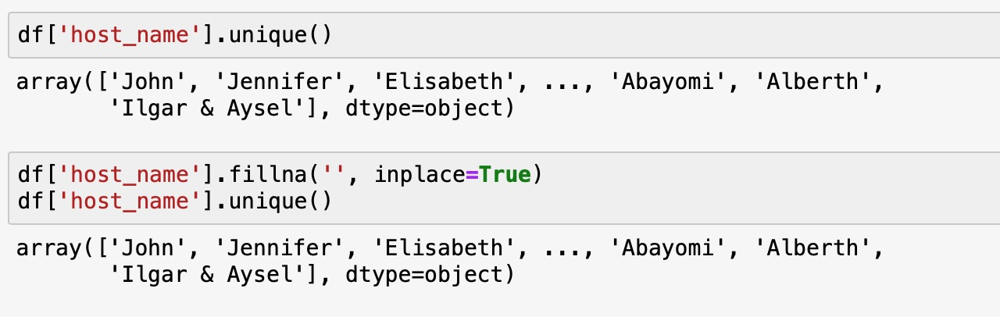 df['host_name'].unique()
array(['John', 'Jennifer', 'Elisabeth', ..., 'Abayomi', 'Alberth',
'Ilgar & Aysel'], dtype=object)
df['host_name'].fillna('', inplace=True)
df['host_name'].unique()
array(['John', 'Jennifer', 'Elisabeth', ..., 'Abayomi', 'Alberth',
'Ilgar & Aysel'], dtype=object)